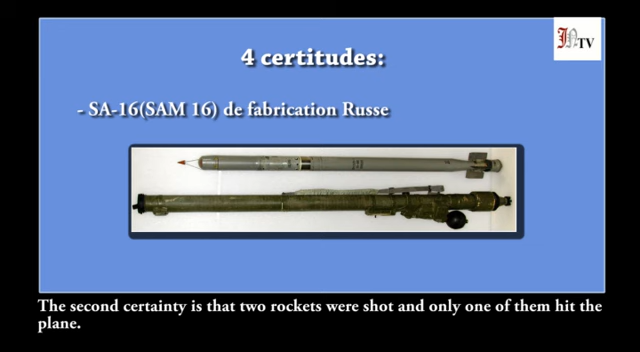 TV
4 certitudes:
- SA-16(SAM 16) de fabrication Russe
The second certainty is that two rockets were shot and only one of them hit the
plane.